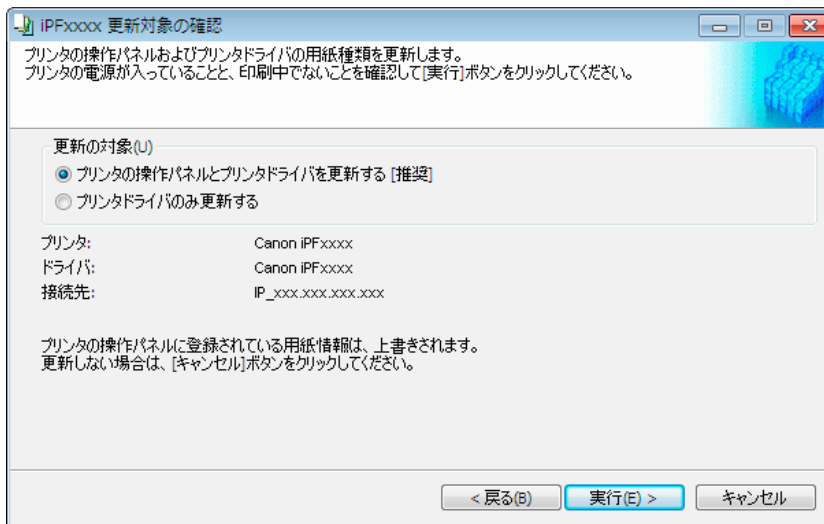 iPFxxxx 更新対象の確認
プリンタの操作パネルおよびプリンタドライバの用紙種類を更新します。
プリンタの電源が入っていることと、印刷中でないことを確認して[実行]ボタンをクリックしてください。
更新の対象(U)
プリンタの操作パネルとプリンタドライバを更新する [推奨]
プリンタドライバのみ更新する
プリンタ: Canon iPFxxxx
ドライバ: Canon iPFxxxx
接続先: IP_xxx.xxx.xxx.xxx
プリンタの操作パネルに登録されている用紙情報は、上書きされます。
更新しない場合は、[キャンセル]ボタンをクリックしてください。
< 戻る(B) 実行(E) > キャンセル